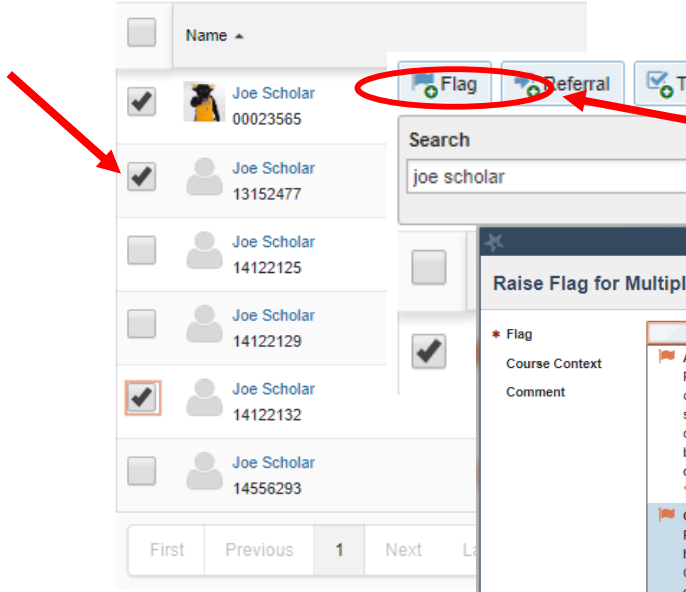 Name
Joe Scholar
00023565
Joe Scholar
13152477
Joe Scholar
14122125
Joe Scholar
14122129
Joe Scholar
14122132
Joe Scholar
14556293
First Previous 1 Next
Flag Referral
Search
joe scholar
Raise Flag for
* Flag
Course Context
Comment